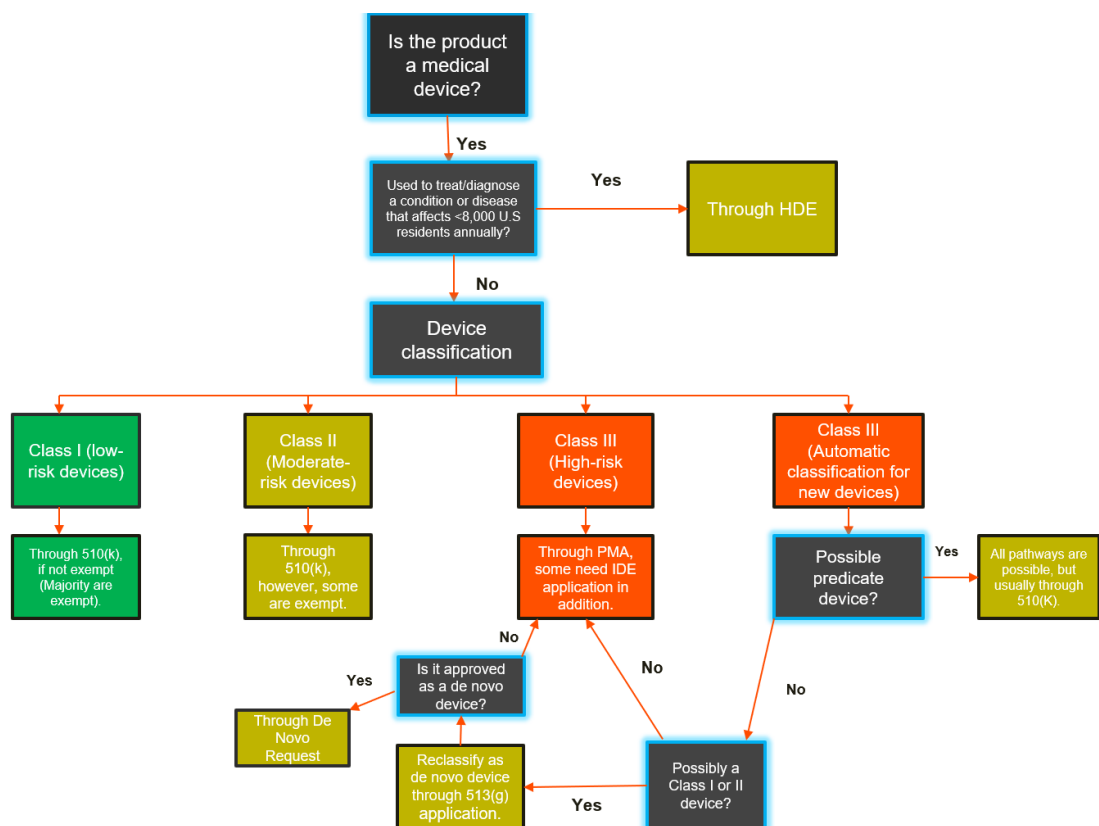 Is the product
a medical
device?
Yes
Used to treat/diagnose
a condition or disease
that affects <8,000 U.S
residents annually?
Yes
Through HDE
No
Device
classification
Class I (low-
risk devices)
Class II
(Moderate-
risk devices)
Class III
(High-risk
devices)
Class III
(Automatic
classification for
new devices)
Through 510(k),
if not exempt
(Majority are
exempt).
Through
510(k),
however, some
are exempt.
Through PMA,
some need IDE
application in
addition.
Possible
predicate
device?
Yes
All pathways are
possible, but
usually through
510(K).
No
No
No
Is it approved
as a de novo
device?
Yes
Through De
Novo
Request
Reclassify as
de novo device
through 513(g)
application.
Yes
Possibly a
Class I or II
device?